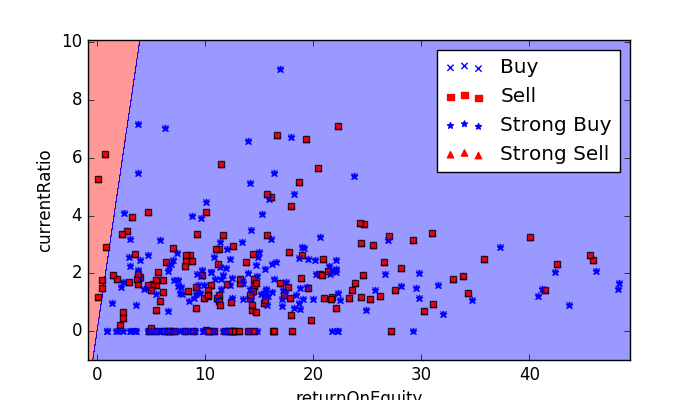 10
8
6
4
2
0
currentRatio
Buy
Sell
Strong Buy
Strong Sell
0 10 20 30 40
returnOnEquity